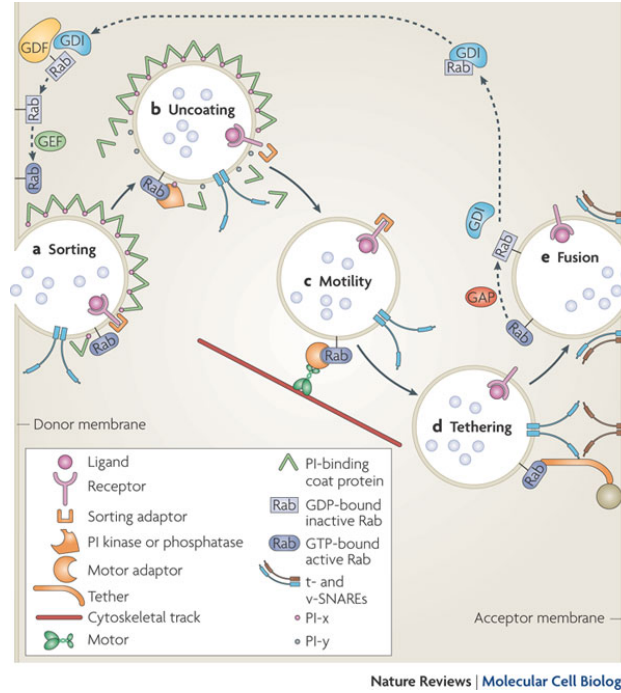 GDF
GDI
Rab
Rab
GEF
Rab
GDI
Rab
b Uncoating
Rab
a Sorting
Rab
c Motility
Rab
GDI
Rab
GAP
Rab
e Fusion
d Tethering
Rab
Donor membrane
Ligand
Receptor
Sorting adaptor
PI kinase or phosphatase
Motor adaptor
Tether
Cytoskeletal track
Motor
PI-binding
coat protein
Rab GDP-bound
inactive Rab
Rab GTP-bound
active Rab
t- and
v-SNAREs
PI-x
PI-y
Acceptor membrane
Nature Reviews | Molecular Cell Biolog